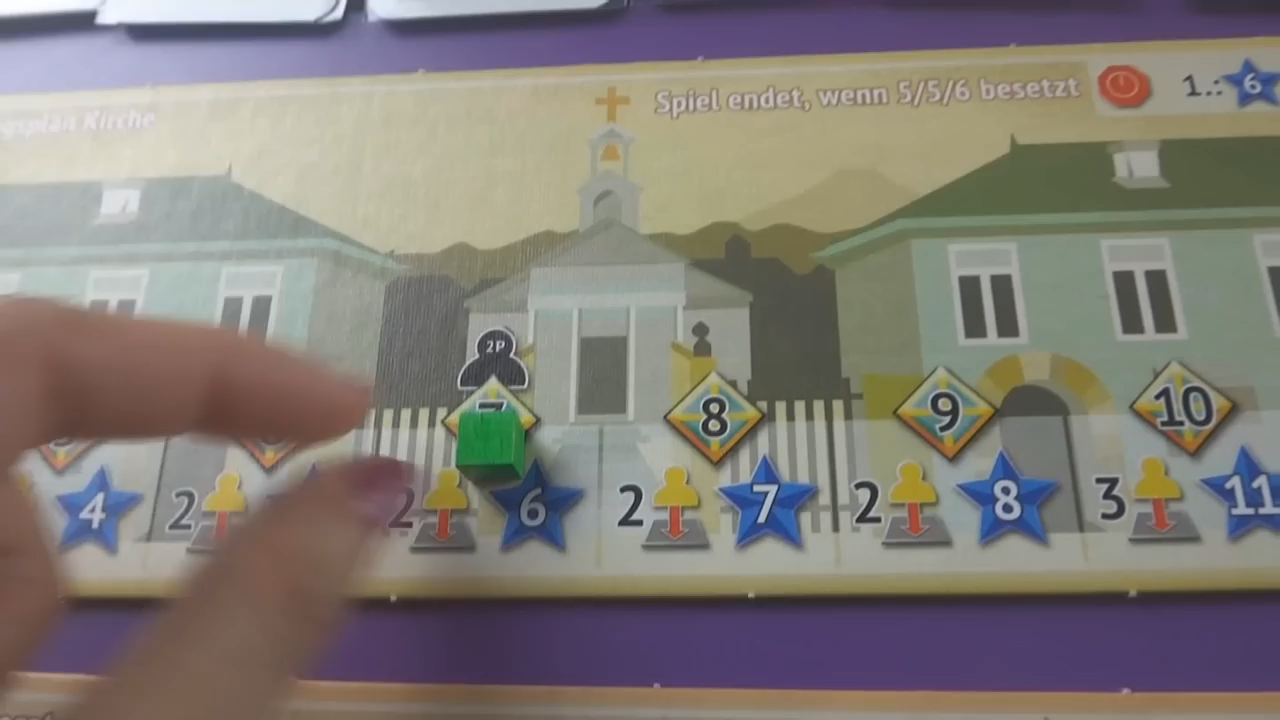 Kirche
Spiel endet, wenn 5/5/6 besetzt
1.: 6
2P
7 8 9 10
4 2 2 6 2 7 2 8 3 11